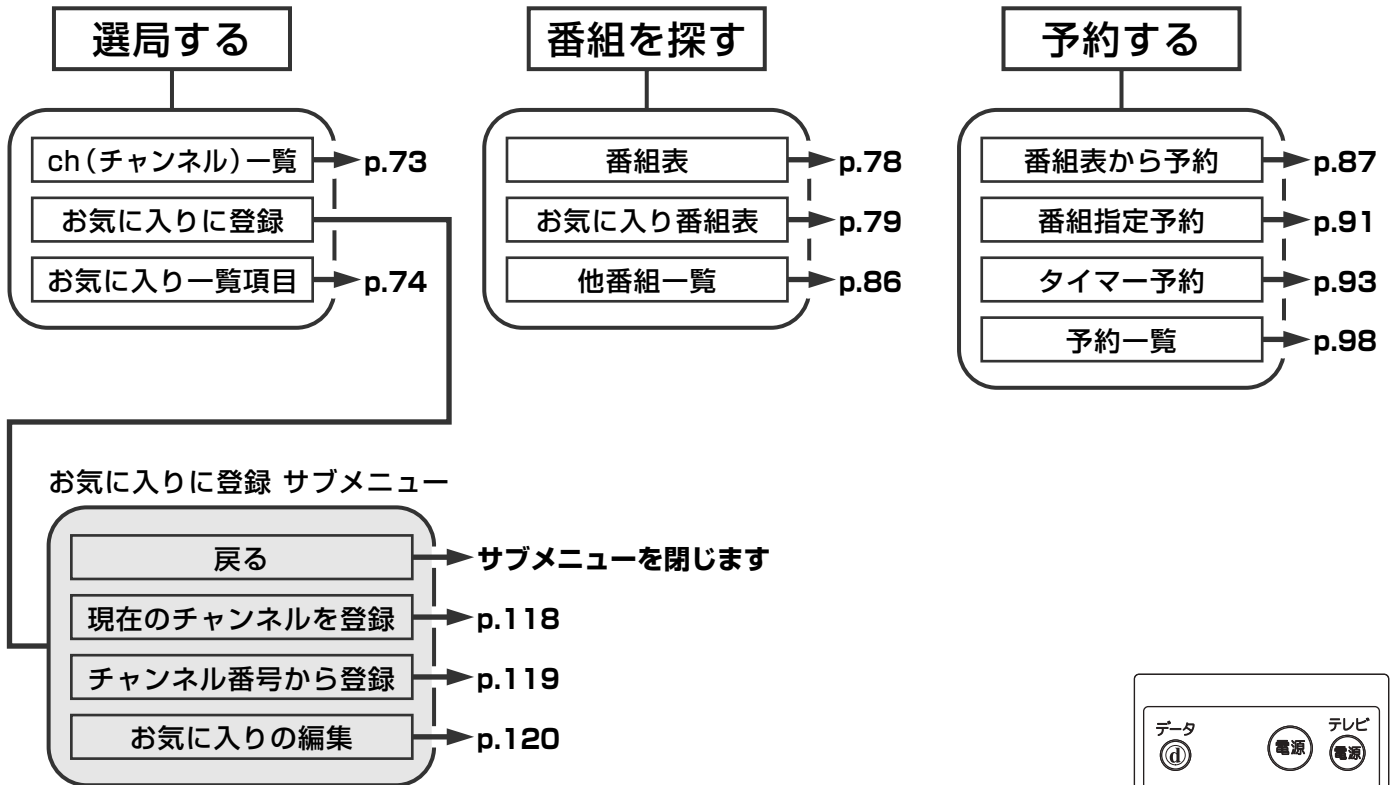 選局する
ch(チャンネル)一覧 p.73
お気に入りに登録
お気に入り一覧項目 p.74
番組を探す
番組表 p.78
お気に入り番組表 p.79
他番組一覧 p.86
予約する
番組表から予約 p.87
番組指定予約 p.91
タイマー予約 p.93
予約一覧 p.98
お気に入りに登録 サブメニュー
戻る サブメニューを閉じます
現在のチャンネルを登録 p.118
チャンネル番号から登録 p.119
お気に入りの編集 p.120
データ テレビ
d 電源 電源